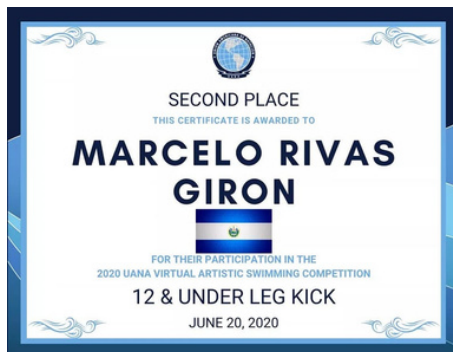 SECOND PLACE
THIS CERTIFICATE IS AWARDED TO
MARCELO RIVAS
GIRON
FOR THEIR PARTICIPATION IN THE
2020 UANA VIRTUAL ARTISTIC SWIMMING COMPETITION
12 & UNDER LEG KICK
JUNE 20, 2020